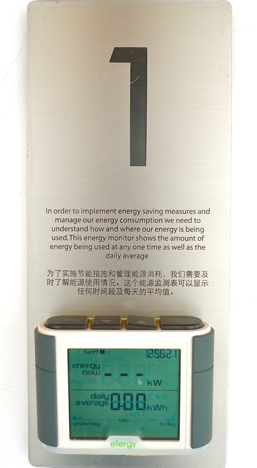 1
In order to implement energy saving measures and
manage our energy consumption we need to
understand how and where our energy is being
used. This energy monitor shows the amount of
energy being used at any one time as well as the
daily average
为了实施节能措施和管理能源消耗，我们需要及
时了解能源使用情况。这个能源监测表可以显示
任何时间段及每天的平均值。
tariff
energy
now - - - kW
daily
average 0.00 kWh
yesterday today
efergy